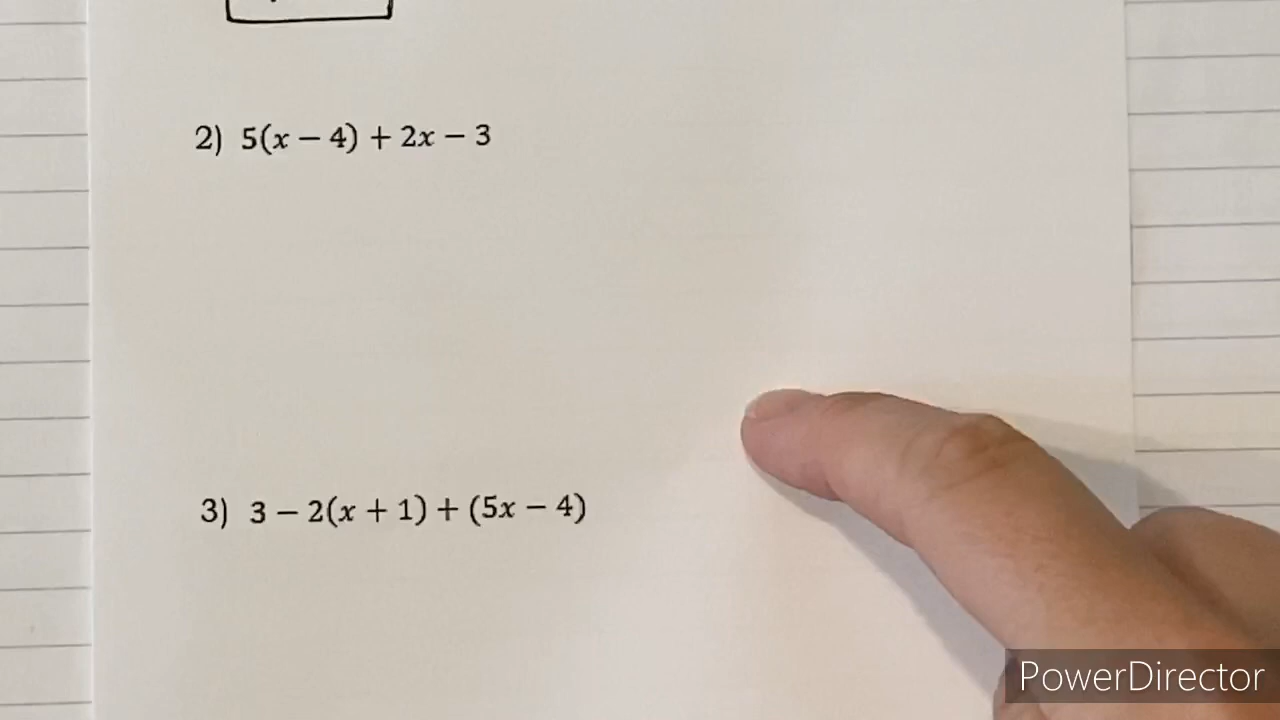 2) 5(x − 4) + 2x − 3
3) 3 − 2(x + 1) + (5x − 4)
PowerDirector